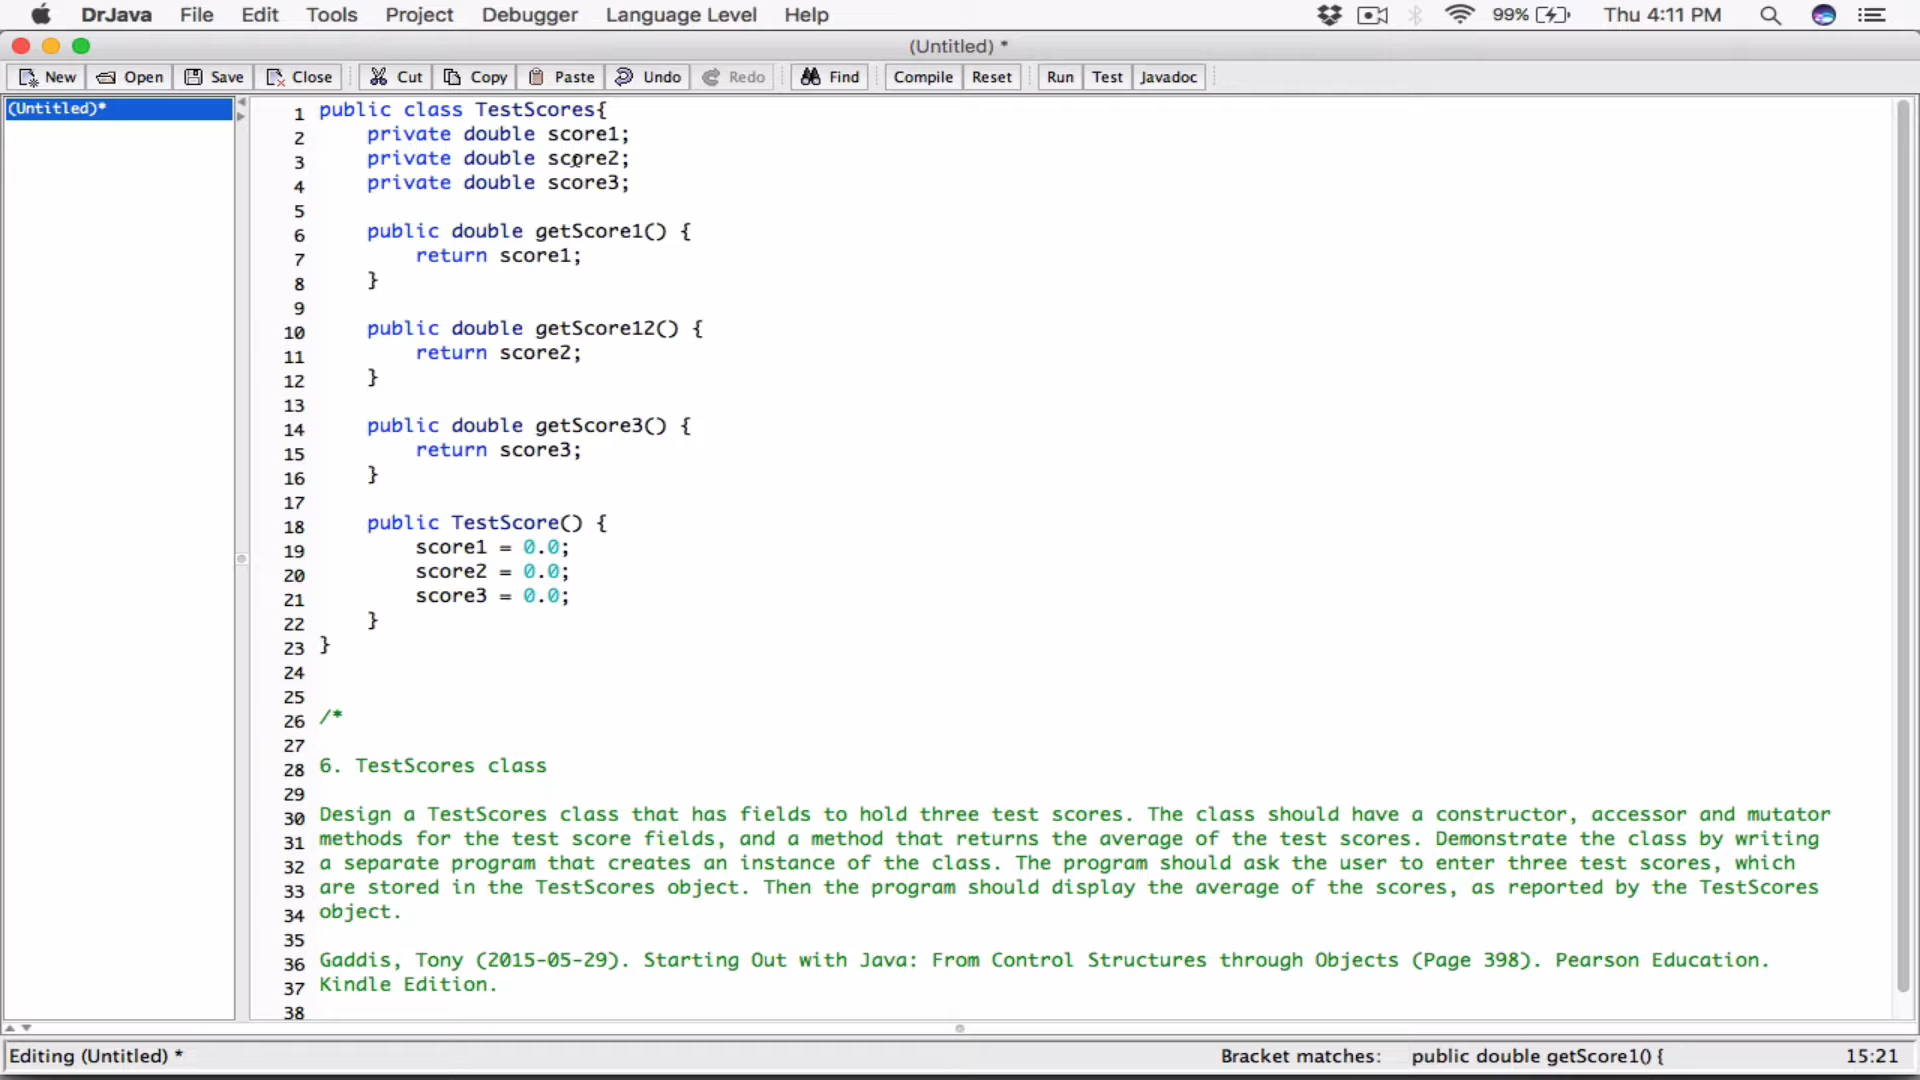 DrJava File Edit Tools Project Debugger Language Level Help 99% Thu 4:11 PM
(Untitled) *
New Open Save Close Cut Copy Paste Undo Redo Find Compile Reset Run Test Javadoc
(Untitled)*
1 public class TestScores{
2 private double score1;
3 private double score2;
4 private double score3;
5
6 public double getScore1() {
7 return score1;
8 }
9
10 public double getScore12() {
11 return score2;
12 }
13
14 public double getScore3() {
15 return score3;
16 }
17
18 public TestScore() {
19 score1 = 0.0;
20 score2 = 0.0;
21 score3 = 0.0;
22 }
23 }
24
25
26 /*
27
28 6. TestScores class
29
30 Design a TestScores class that has fields to hold three test scores. The class should have a constructor, accessor and mutator
31 methods for the test score fields, and a method that returns the average of the test scores. Demonstrate the class by writing
32 a separate program that creates an instance of the class. The program should ask the user to enter three test scores, which
33 are stored in the TestScores object. Then the program should display the average of the scores, as reported by the TestScores
34 object.
35
36 Gaddis, Tony (2015-05-29). Starting Out with Java: From Control Structures through Objects (Page 398). Pearson Education.
37 Kindle Edition.
38
Editing (Untitled) * Bracket matches: public double getScore1() { 15:21